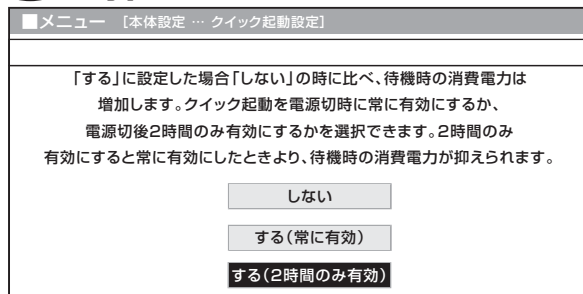 ■メニュー [本体設定 … クイック起動設定]
「する」に設定した場合「しない」の時に比べ、待機時の消費電力は
増加します。クイック起動を電源切時に常に有効にするか、
電源切後2時間のみ有効にするかを選択できます。2時間のみ
有効にすると常に有効にしたときより、待機時の消費電力が抑えられます。
しない
する(常に有効)
する(2時間のみ有効)